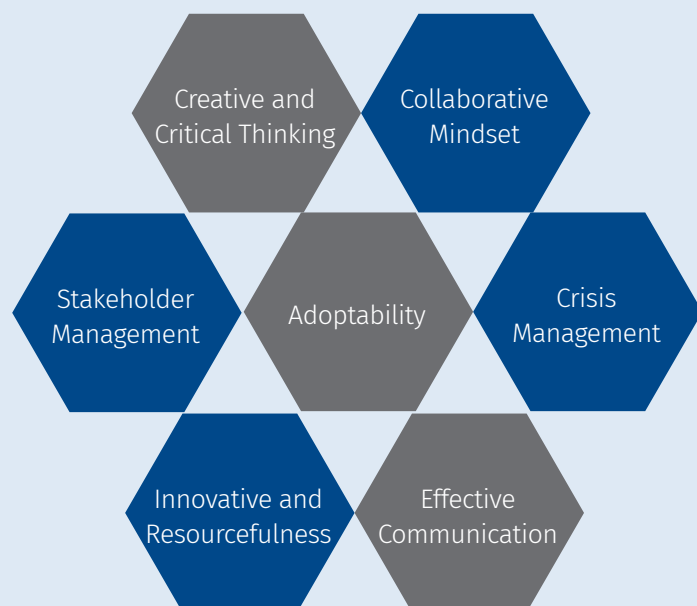 Creative and
Critical Thinking
Collaborative
Mindset
Stakeholder
Management
Adoptability
Crisis
Management
Innovative and
Resourcefulness
Effective
Communication